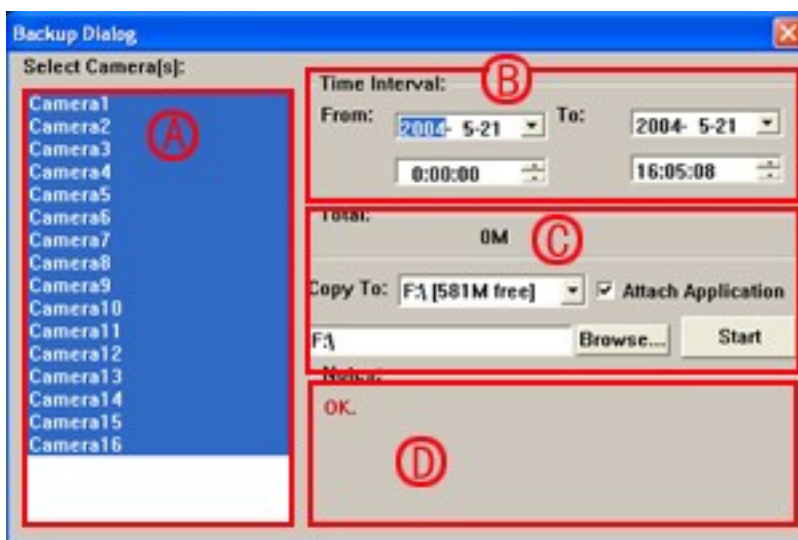 Backup Dialog
Select Camera[s]:
Camera1
Camera2
Camera3
Camera4
Camera5
Camera6
Camera7
Camera8
Camera9
Camera10
Camera11
Camera12
Camera13
Camera14
Camera15
Camera16
A
B
Time Interval:
From: 2004- 5-21 To: 2004- 5-21
0:00:00 16:05:08
Total:
0M
C
Copy To: F:\ [581M free] Attach Application
F:\ Browse... Start
Notes:
OK.
D